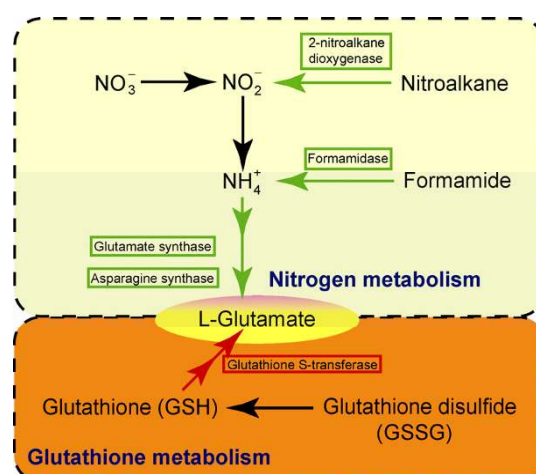 2-nitroalkane
dioxygenase
NO₃⁻ NO₂⁻ Nitroalkane
Formamidase
NH₄⁺ Formamide
Glutamate synthase
Asparagine synthase
Nitrogen metabolism
L-Glutamate
Glutathione S-transferase
Glutathione (GSH) Glutathione disulfide
(GSSG)
Glutathione metabolism